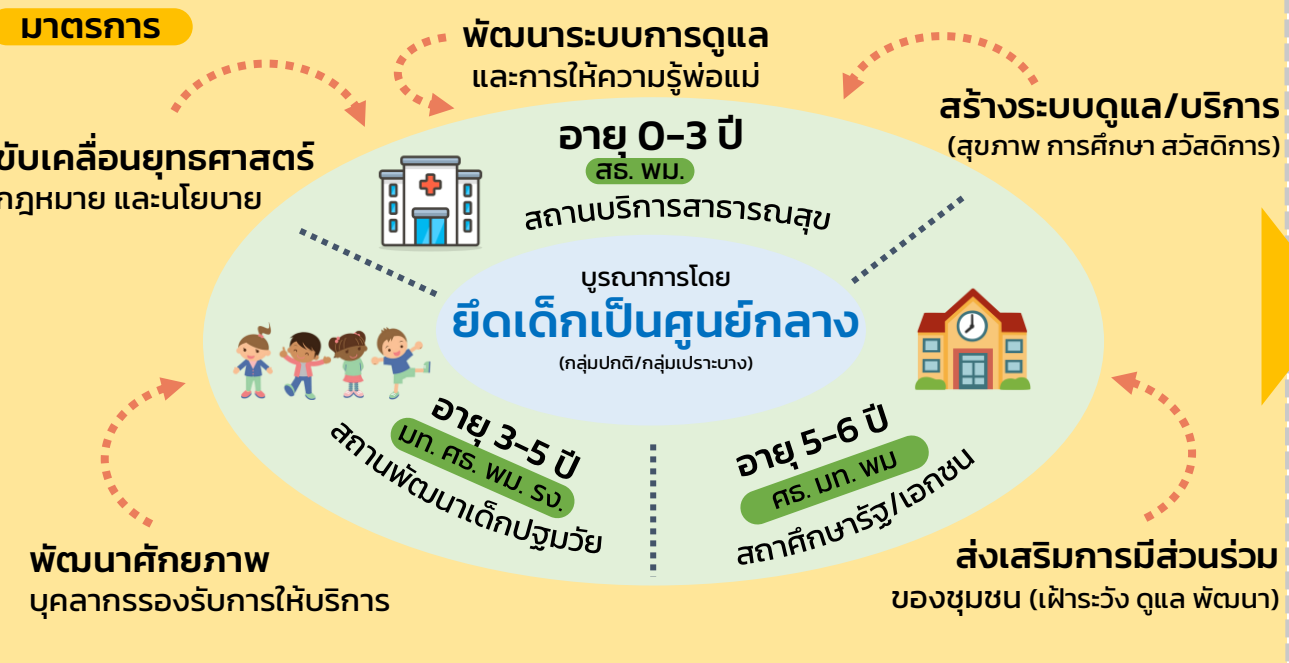 มาตรการ
พัฒนาระบบการดูแล
และการให้ความรู้พ่อแม่
สร้างระบบดูแล/บริการ
(สุขภาพ การศึกษา สวัสดิการ)
ขับเคลื่อนยุทธศาสตร์
กฎหมาย และนโยบาย
อายุ 0-3 ปี
สธ. พม.
สถานบริการสาธารณสุข
บูรณาการโดย
ยึดเด็กเป็นศูนย์กลาง
(กลุ่มปกติ/กลุ่มเปราะบาง)
อายุ 3-5 ปี
มท. ศธ. พม. รง.
สถานพัฒนาเด็กปฐมวัย
อายุ 5-6 ปี
ศธ. มท. พม
สถาศึกษารัฐ/เอกชน
พัฒนาศักยภาพ
บุคลากรรองรับการให้บริการ
ส่งเสริมการมีส่วนร่วม
ของชุมชน (เฝ้าระวัง ดูแล พัฒนา)